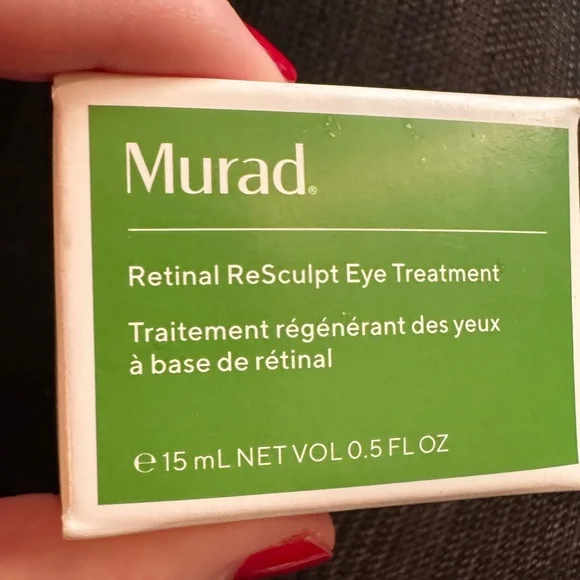 Murad®
Retinal ReSculpt Eye Treatment
Traitement régénérant des yeux
à base de rétinal
℮ 15 mL NET VOL 0.5 FL OZ